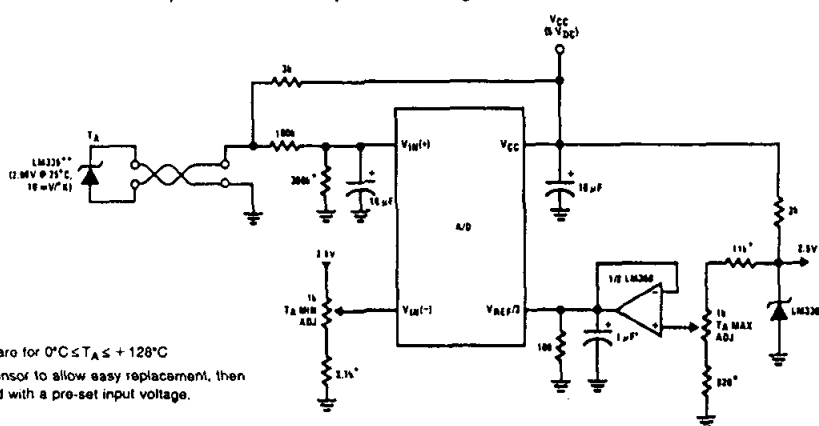 VCC
(5 VDC)
3k
TA
LM335**
(2.98V @ 25°C,
10 mV/°K)
100k
VIN(+)
VCC
300k*
+
10 µF
+
10 µF
2k
A/D
11k*
2.5V
1/2 LM358
2.5V
1k
TA MIN
ADJ
VIN(−)
VREF/2
−
+
1k
TA MAX
ADJ
LM336
100
+
1 µF
2.7k*
820*
are for 0°C≤TA≤ + 128°C
nsor to allow easy replacement, then
d with a pre-set input voltage.